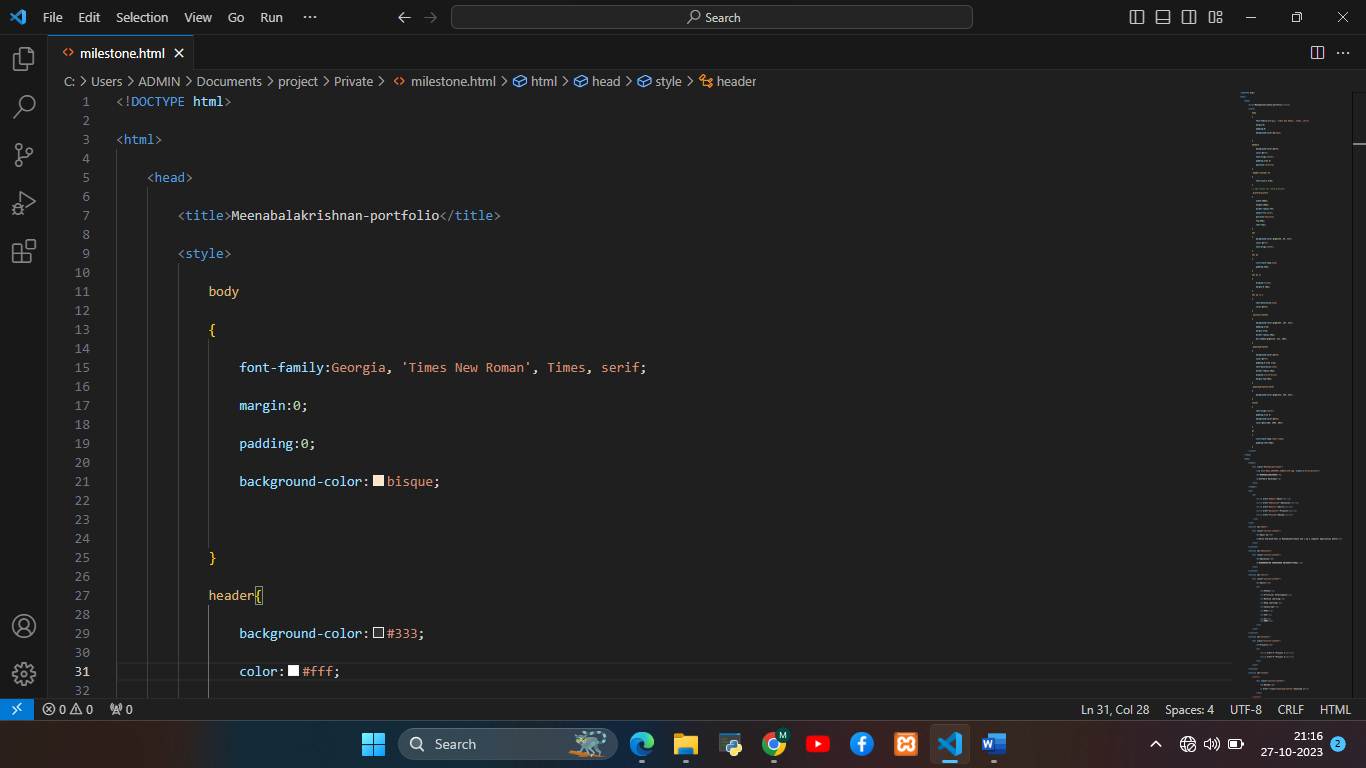 File Edit Selection View Go Run ··· Search
milestone.html
C: > Users > ADMIN > Documents > project > Private > milestone.html > html > head > style > header
1 <!DOCTYPE html>
2
3 <html>
4
5 <head>
6
7 <title>Meenabalakrishnan-portfolio</title>
8
9 <style>
10
11 body
12
13 {
14
15 font-family:Georgia, 'Times New Roman', Times, serif;
16
17 margin:0;
18
19 padding:0;
20
21 background-color:bisque;
22
23
24
25 }
26
27 header{
28
29 background-color:#333;
30
31 color:#fff;
32
0 0 0 Ln 31, Col 28 Spaces: 4 UTF-8 CRLF HTML
Search M 21:16
27-10-2023 2